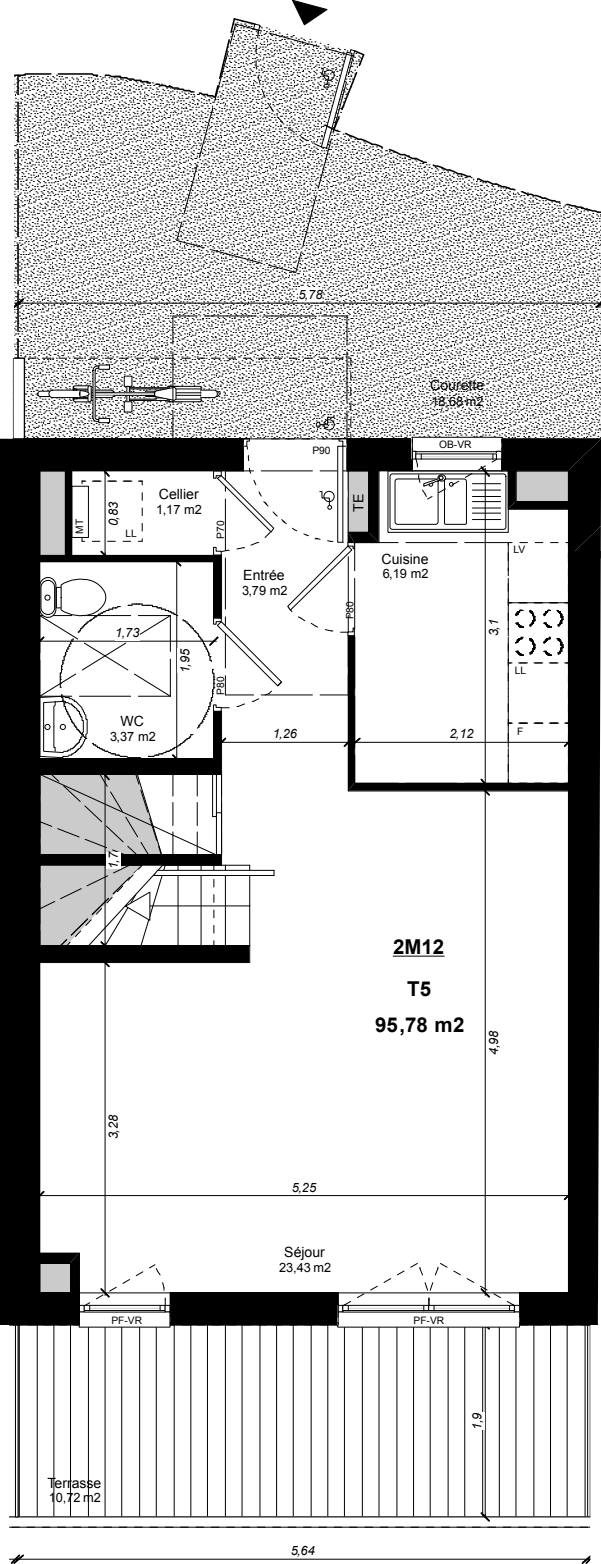 5,78
Courette
18,68 m2
OB-VR
P90
Cellier
1,17 m2
0,83
MT
LL
P70
TE
Entrée
3,79 m2
Cuisine
6,19 m2
LV
P80
3,1
1,73
1,95
LL
P80
WC
3,37 m2
F
1,26
2,12
1,7
2M12
T5
95,78 m2
4,98
3,28
5,25
Séjour
23,43 m2
PF-VR
PF-VR
1,9
Terrasse
10,72 m2
5,64